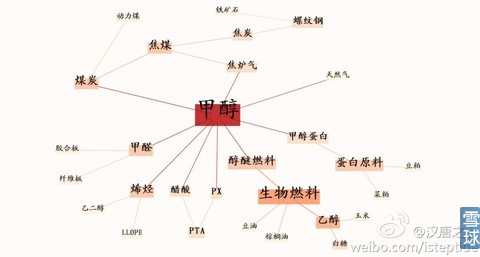 铁矿石
螺纹钢
动力煤
焦炭
焦煤
焦炉气
天然气
煤炭
甲醇
甲醇蛋白
甲醛
胶合板
醇醚燃料
蛋白原料
豆粕
纤维板
烯烃
醋酸
PX
生物燃料
菜粕
乙二醇
乙醇
玉米
豆油
LLDPE
PTA
棕榈油
白糖
雪球
@汉唐之
weibo.com/isteptides